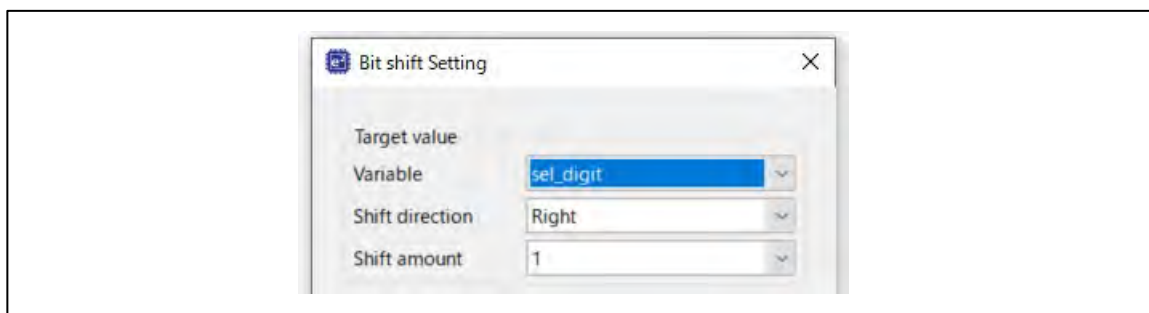 Bit shift Setting
Target value
Variable sel_digit
Shift direction Right
Shift amount 1